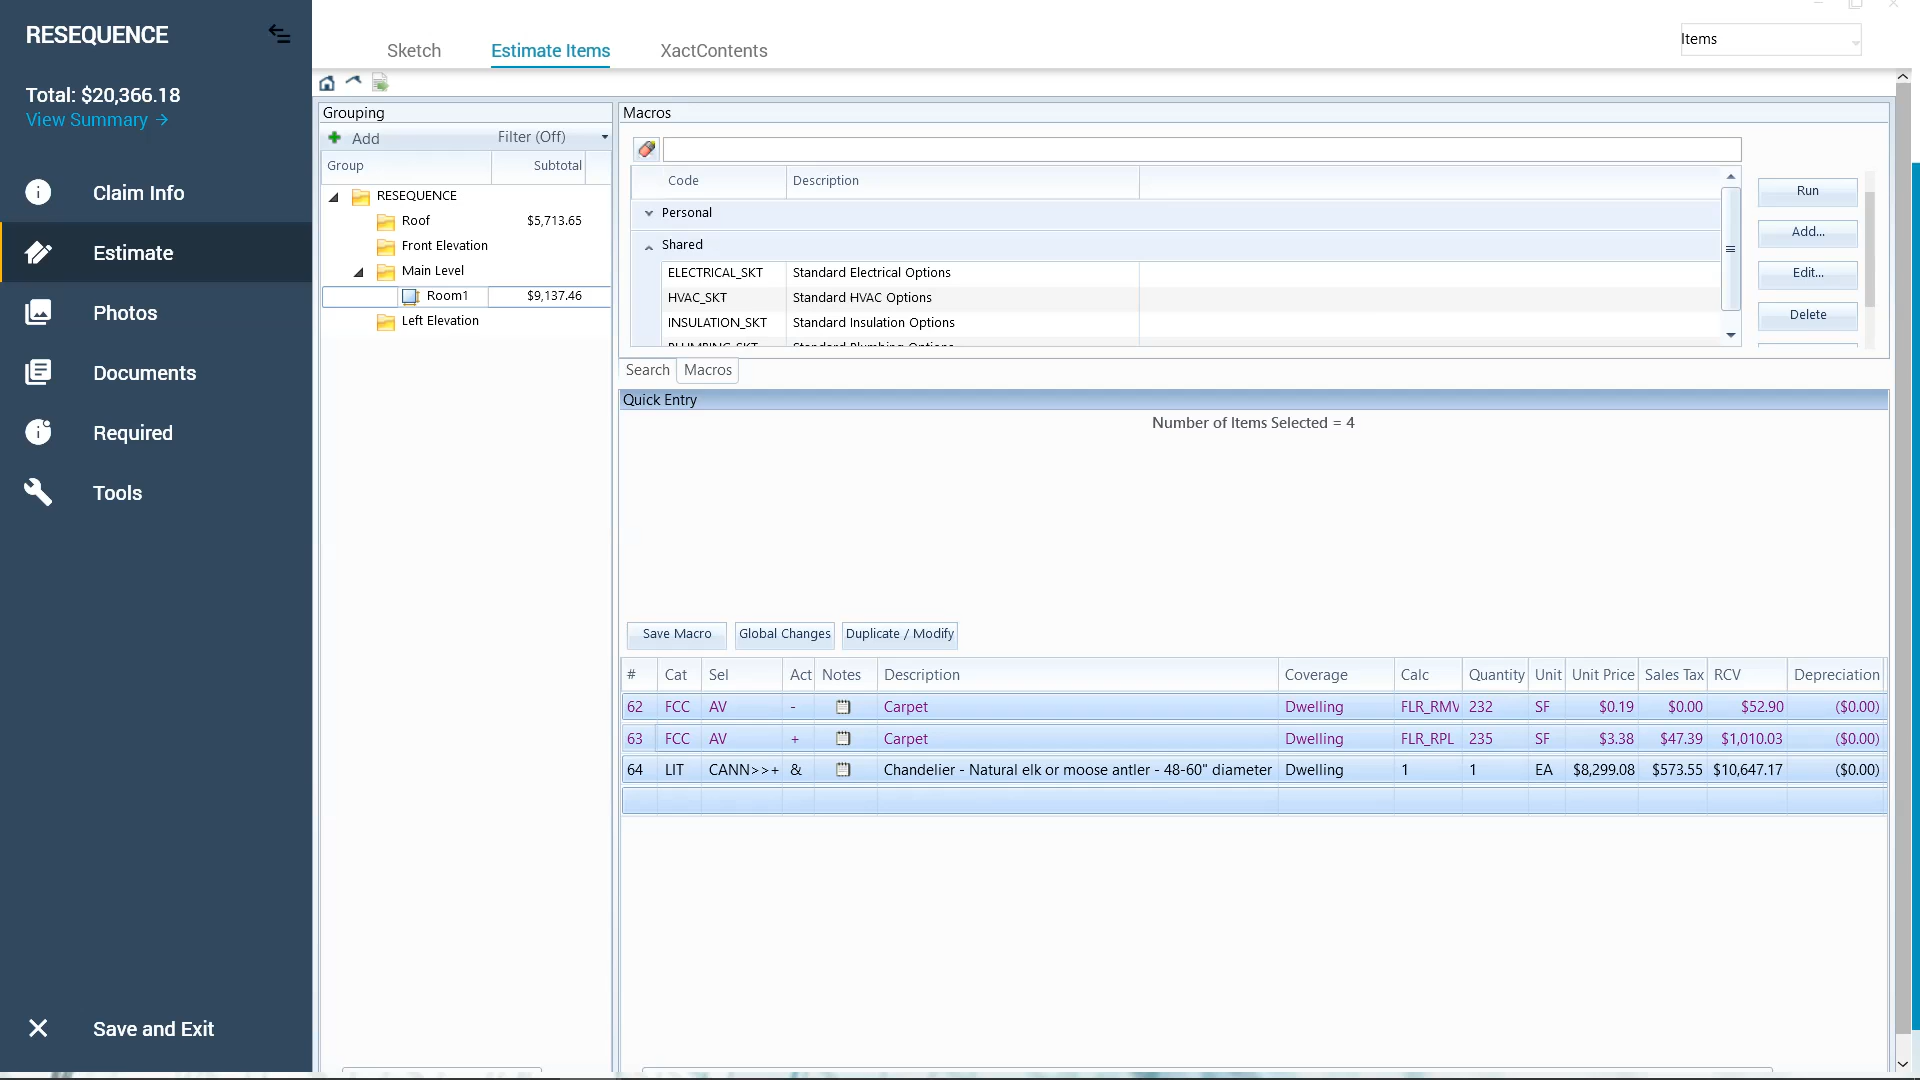 RESEQUENCE
Total: $20,366.18
View Summary
Claim Info
Estimate
Photos
Documents
Required
Tools
Save and Exit
Sketch Estimate Items XactContents
Items
Grouping
Add Filter (Off)
Group Subtotal
RESEQUENCE
Roof $5,713.65
Front Elevation
Main Level
Room1 $9,137.46
Left Elevation
Macros
Code Description
Personal
Shared
ELECTRICAL_SKT Standard Electrical Options
HVAC_SKT Standard HVAC Options
INSULATION_SKT Standard Insulation Options
PLUMBING_SKT Standard Plumbing Options
Run
Add...
Edit...
Delete
Search Macros
Quick Entry
Number of Items Selected = 4
Save Macro Global Changes Duplicate / Modify
# Cat Sel Act Notes Description Coverage Calc Quantity Unit Unit Price Sales Tax RCV Depreciation
62 FCC AV - Carpet Dwelling FLR_RMV 232 SF $0.19 $0.00 $52.90 ($0.00)
63 FCC AV + Carpet Dwelling FLR_RPL 235 SF $3.38 $47.39 $1,010.03 ($0.00)
64 LIT CANN>>+ & Chandelier - Natural elk or moose antler - 48-60" diameter Dwelling 1 1 EA $8,299.08 $573.55 $10,647.17 ($0.00)